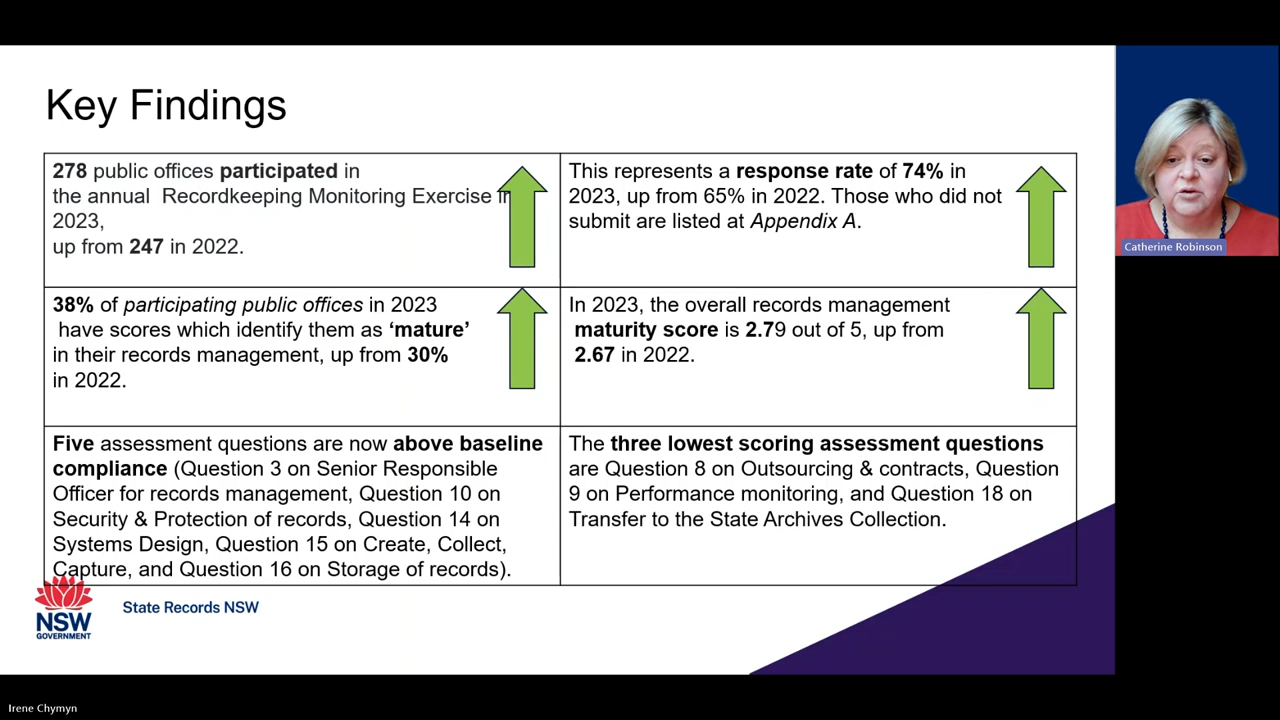 Key Findings
278 public offices participated in
the annual  Recordkeeping Monitoring Exercise in
2023,
up from 247 in 2022.
This represents a response rate of 74% in
2023, up from 65% in 2022. Those who did not
submit are listed at Appendix A.
38% of participating public offices in 2023
have scores which identify them as ‘mature’
in their records management, up from 30%
in 2022.
In 2023, the overall records management
maturity score is 2.79 out of 5, up from
2.67 in 2022.
Five assessment questions are now above baseline
compliance (Question 3 on Senior Responsible
Officer for records management, Question 10 on
Security & Protection of records, Question 14 on
Systems Design, Question 15 on Create, Collect,
Capture, and Question 16 on Storage of records).
The three lowest scoring assessment questions
are Question 8 on Outsourcing & contracts, Question
9 on Performance monitoring, and Question 18 on
Transfer to the State Archives Collection.
NSW
GOVERNMENT
State Records NSW
Catherine Robinson
Irene Chymyn